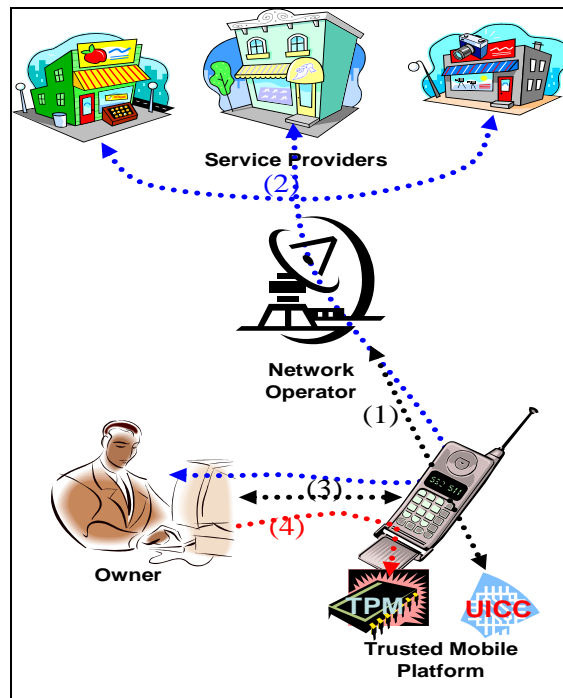 Service Providers
(2)
Network
Operator
(1)
(3)
(4)
Owner
TPM
UICC
Trusted Mobile
Platform